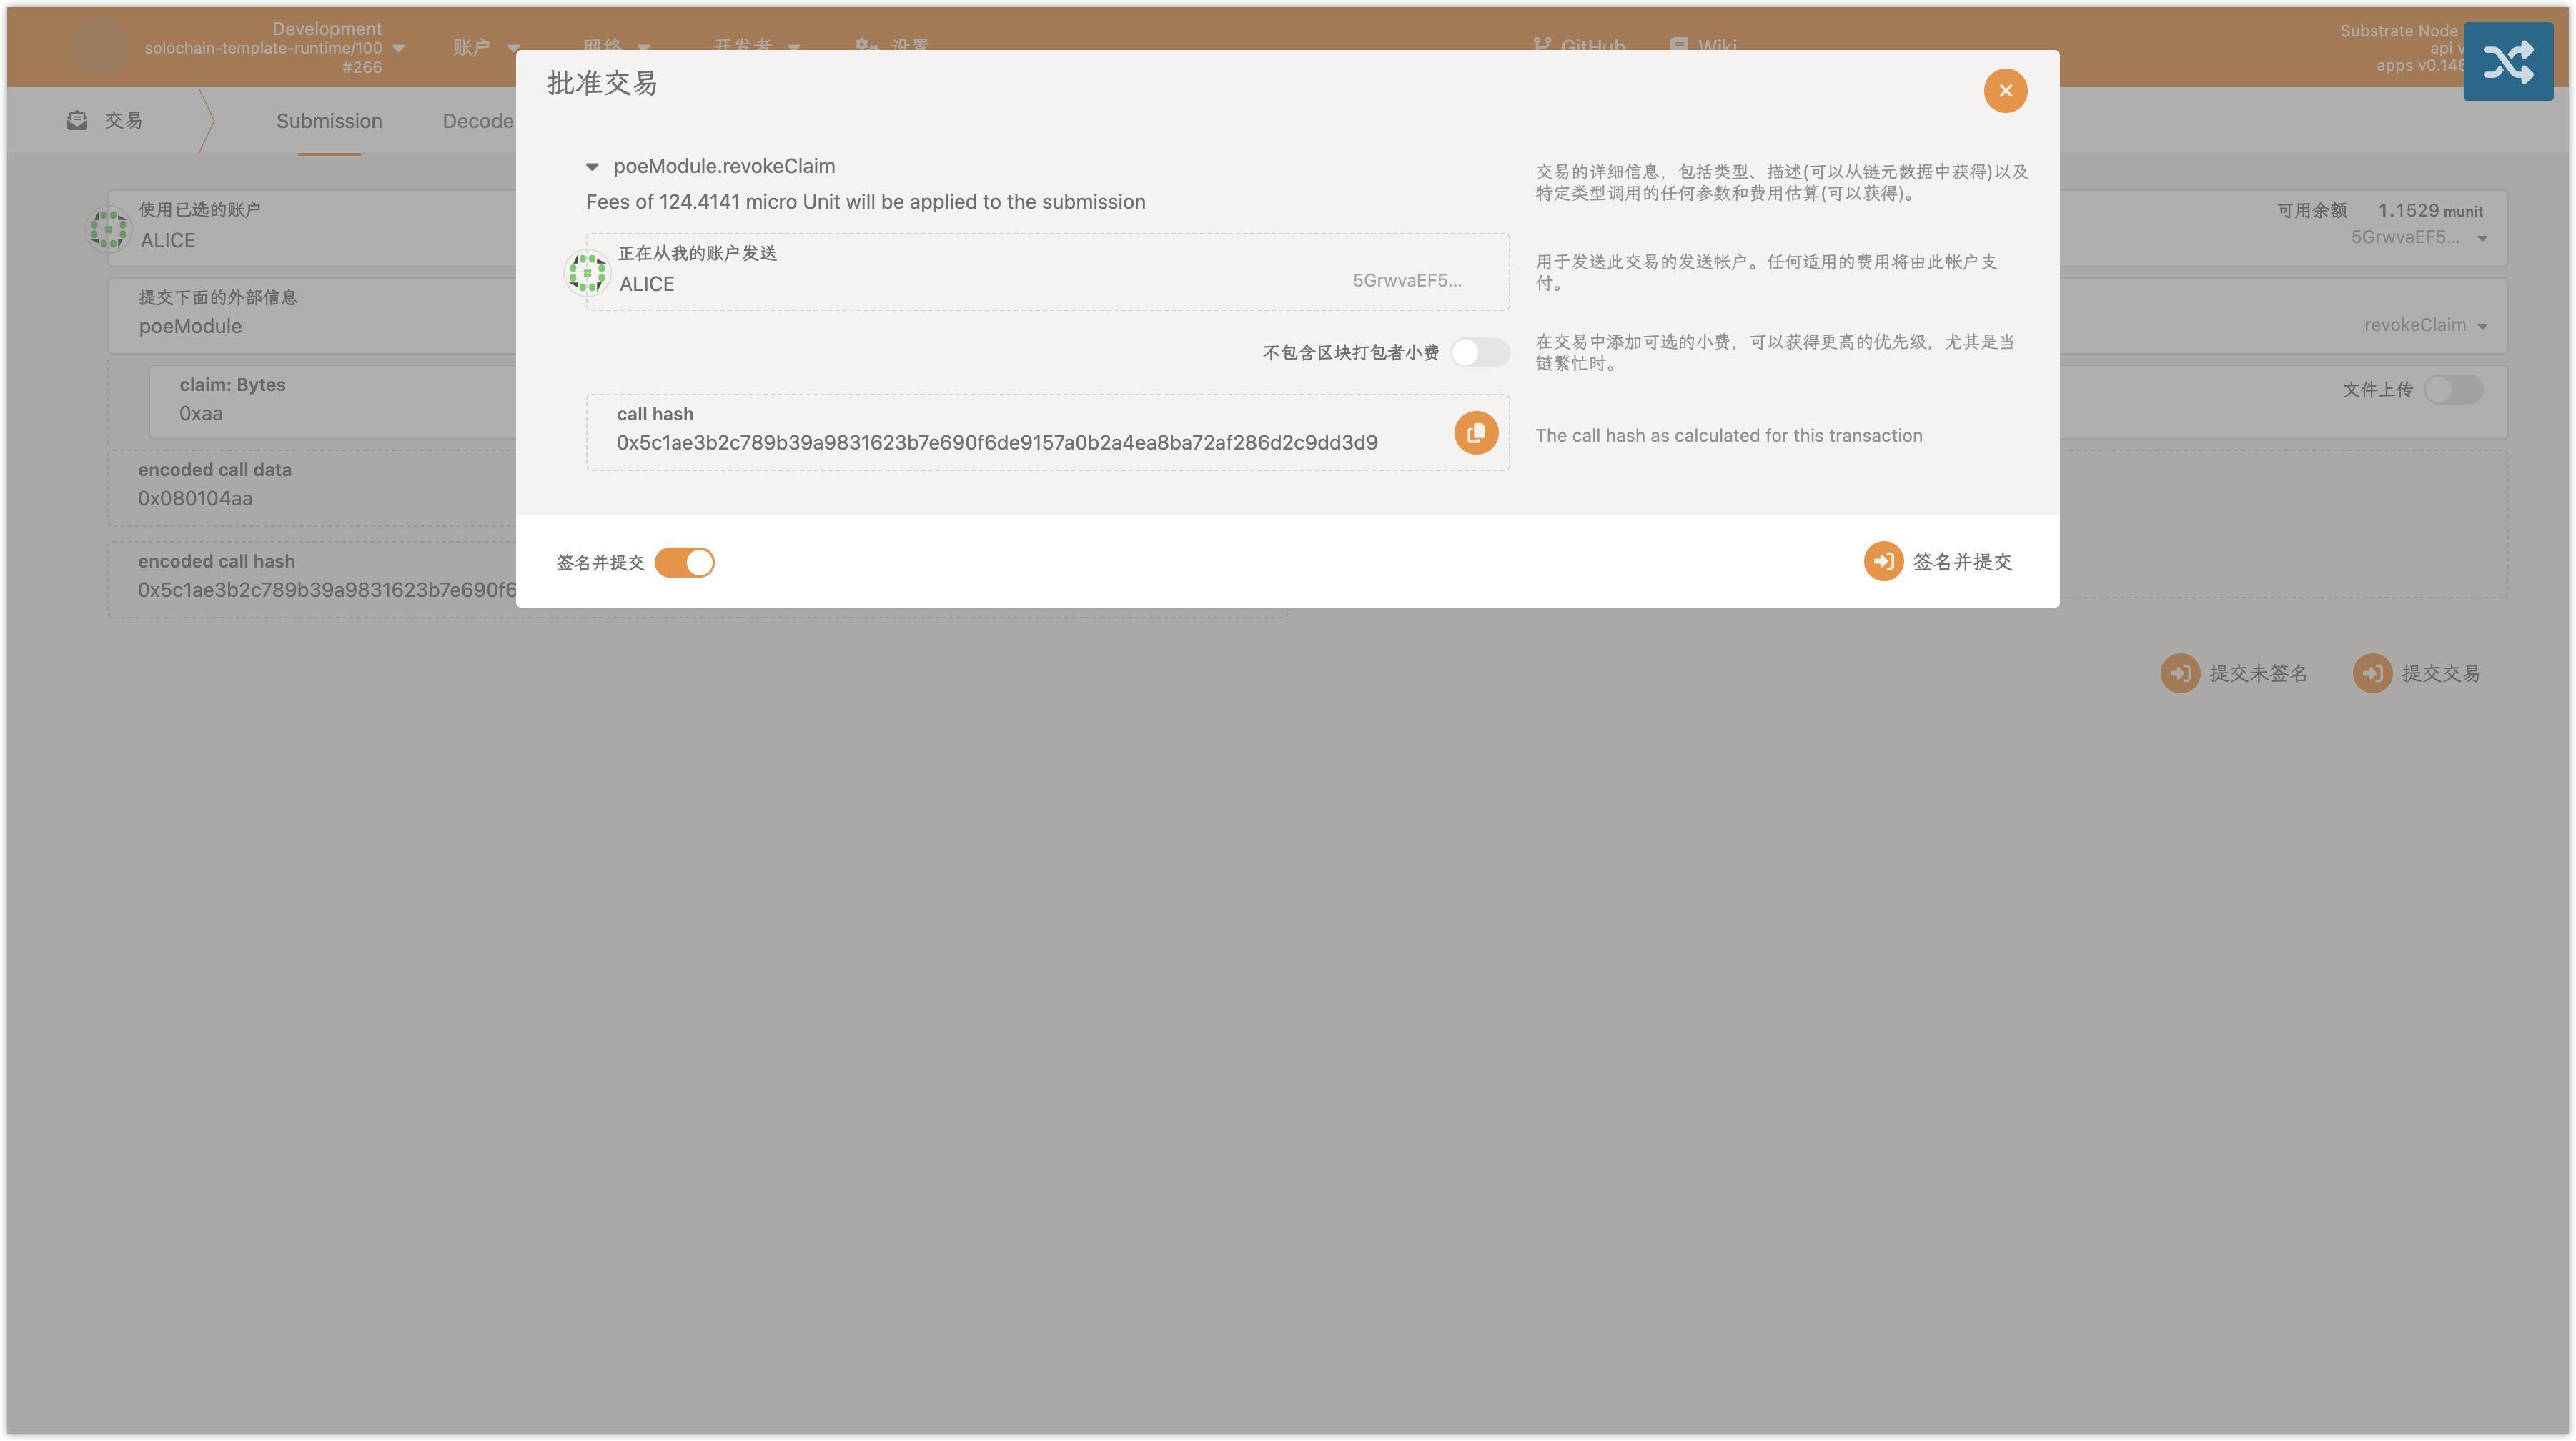 Development
solochain-template-runtime/100
#266
账户
网络
开发者
设置
GitHub
Wiki
Substrate Node
api v
apps v0.146
交易
Submission
Decode
批准交易
poeModule.revokeClaim
Fees of 124.4141 micro Unit will be applied to the submission
交易的详细信息，包括类型、描述(可以从链元数据中获得)以及
特定类型调用的任何参数和费用估算(可以获得)。
正在从我的账户发送
ALICE
5GrwvaEF5...
用于发送此交易的发送帐户。任何适用的费用将由此帐户支
付。
不包含区块打包者小费
在交易中添加可选的小费，可以获得更高的优先级，尤其是当
链繁忙时。
call hash
0x5c1ae3b2c789b39a9831623b7e690f6de9157a0b2a4ea8ba72af286d2c9dd3d9
The call hash as calculated for this transaction
签名并提交
签名并提交
使用已选的账户
ALICE
可用余额 1.1529 munit
5GrwvaEF5...
提交下面的外部信息
poeModule
revokeClaim
claim: Bytes
0xaa
文件上传
encoded call data
0x080104aa
encoded call hash
0x5c1ae3b2c789b39a9831623b7e690f6
提交未签名
提交交易